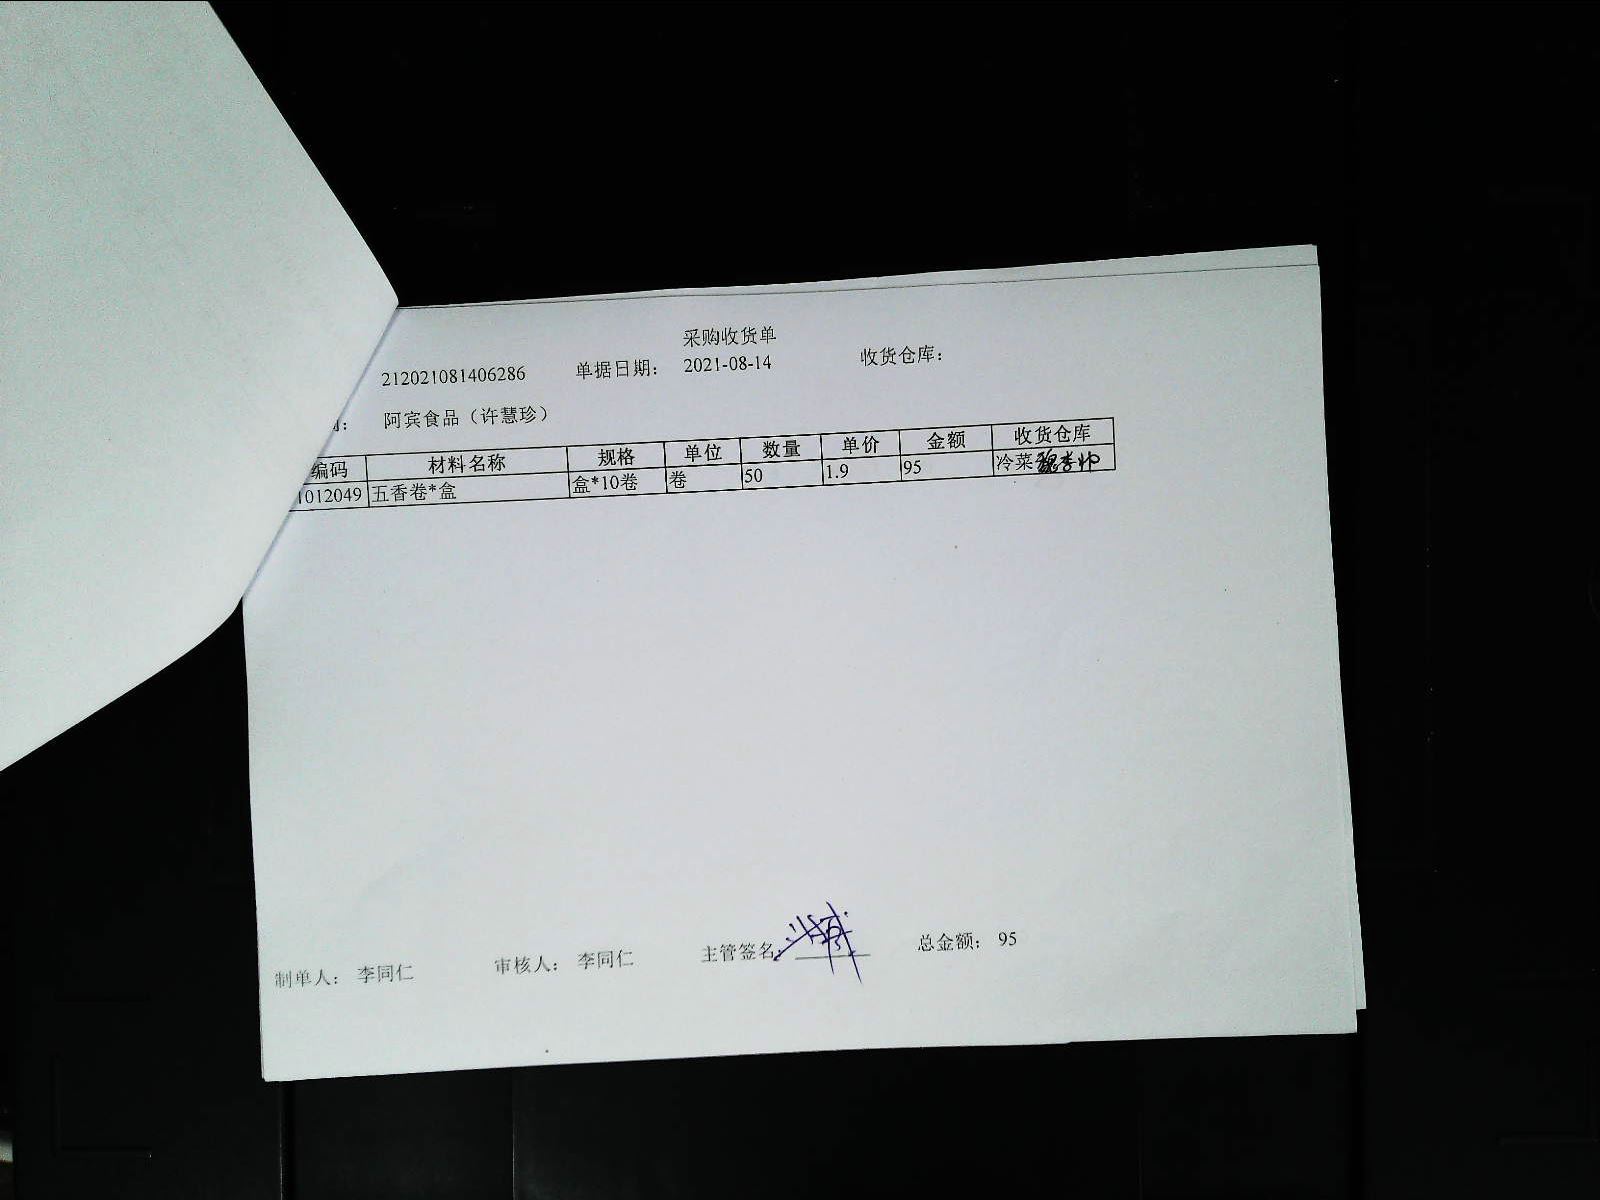 采购收货单
212021081406286 单据日期： 2021-08-14 收货仓库：
阿宾食品（许慧珍）
编码 材料名称 规格 单位 数量 单价 金额 收货仓库
1012049 五香卷*盒 盒*10卷 卷 50 1.9 95 冷菜
制单人： 李同仁 审核人： 李同仁 主管签名 总金额： 95